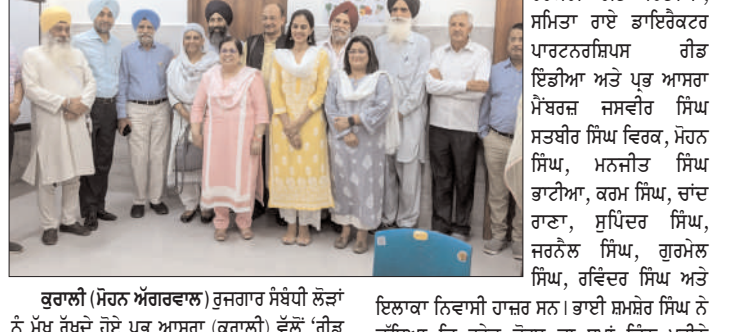 ਕੁਰਾਲੀ (ਮੋਹਨ ਅੱਗਰਵਾਲ) ਰੁਜਗਾਰ ਸੰਬੰਧੀ ਲੋੜਾਂ
ਨੂੰ ਮੁੱਖ ਰੱਖਦੇ ਹੋਏ ਪ੍ਰਭ ਆਸਰਾ (ਕੁਰਾਲੀ) ਵੱਲੋਂ 'ਰੀਡ
ਸਮਿਤਾ ਰਾਏ ਡਾਇਰੈਕਟਰ
ਪਾਰਟਨਰਸ਼ਿਪਸ ਰੀਡ
ਇੰਡੀਆ ਅਤੇ ਪ੍ਰਭ ਆਸਰਾ
ਮੈਂਬਰਜ਼ ਜਸਵੀਰ ਸਿੰਘ
ਸਤਬੀਰ ਸਿੰਘ ਵਿਰਕ, ਮੋਹਨ
ਸਿੰਘ, ਮਨਜੀਤ ਸਿੰਘ
ਭਾਟੀਆ, ਕਰਮ ਸਿੰਘ, ਚਾਂਦ
ਰਾਣਾ, ਸੁਪਿੰਦਰ ਸਿੰਘ,
ਜਰਨੈਲ ਸਿੰਘ, ਗੁਰਮੇਲ
ਸਿੰਘ, ਰਵਿੰਦਰ ਸਿੰਘ ਅਤੇ
ਇਲਾਕਾ ਨਿਵਾਸੀ ਹਾਜ਼ਰ ਸਨ। ਭਾਈ ਸ਼ਮਸ਼ੇਰ ਸਿੰਘ ਨੇ